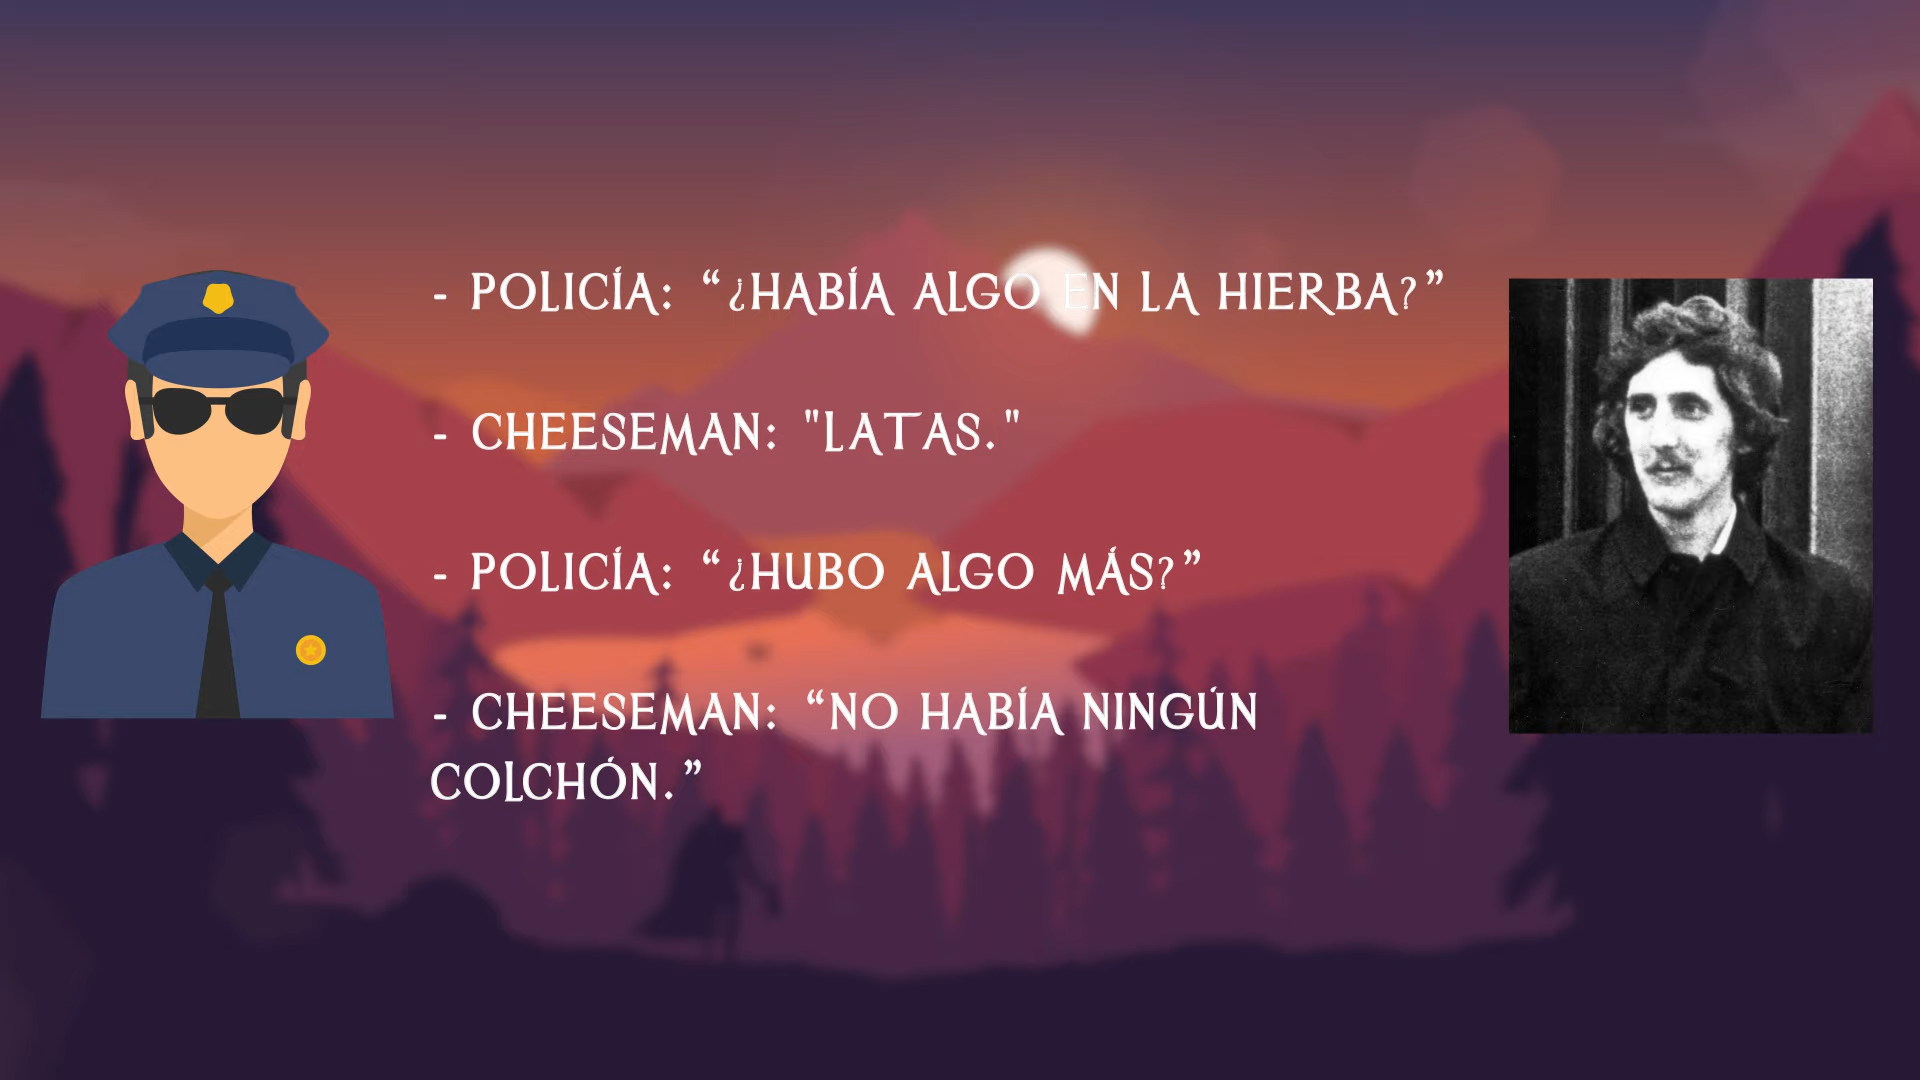 - POLICÍA: “¿HABÍA ALGO EN LA HIERBA?”
- CHEESEMAN: "LATAS."
- POLICÍA: “¿HUBO ALGO MÁS?”
- CHEESEMAN: “NO HABÍA NINGÚN
COLCHÓN.”